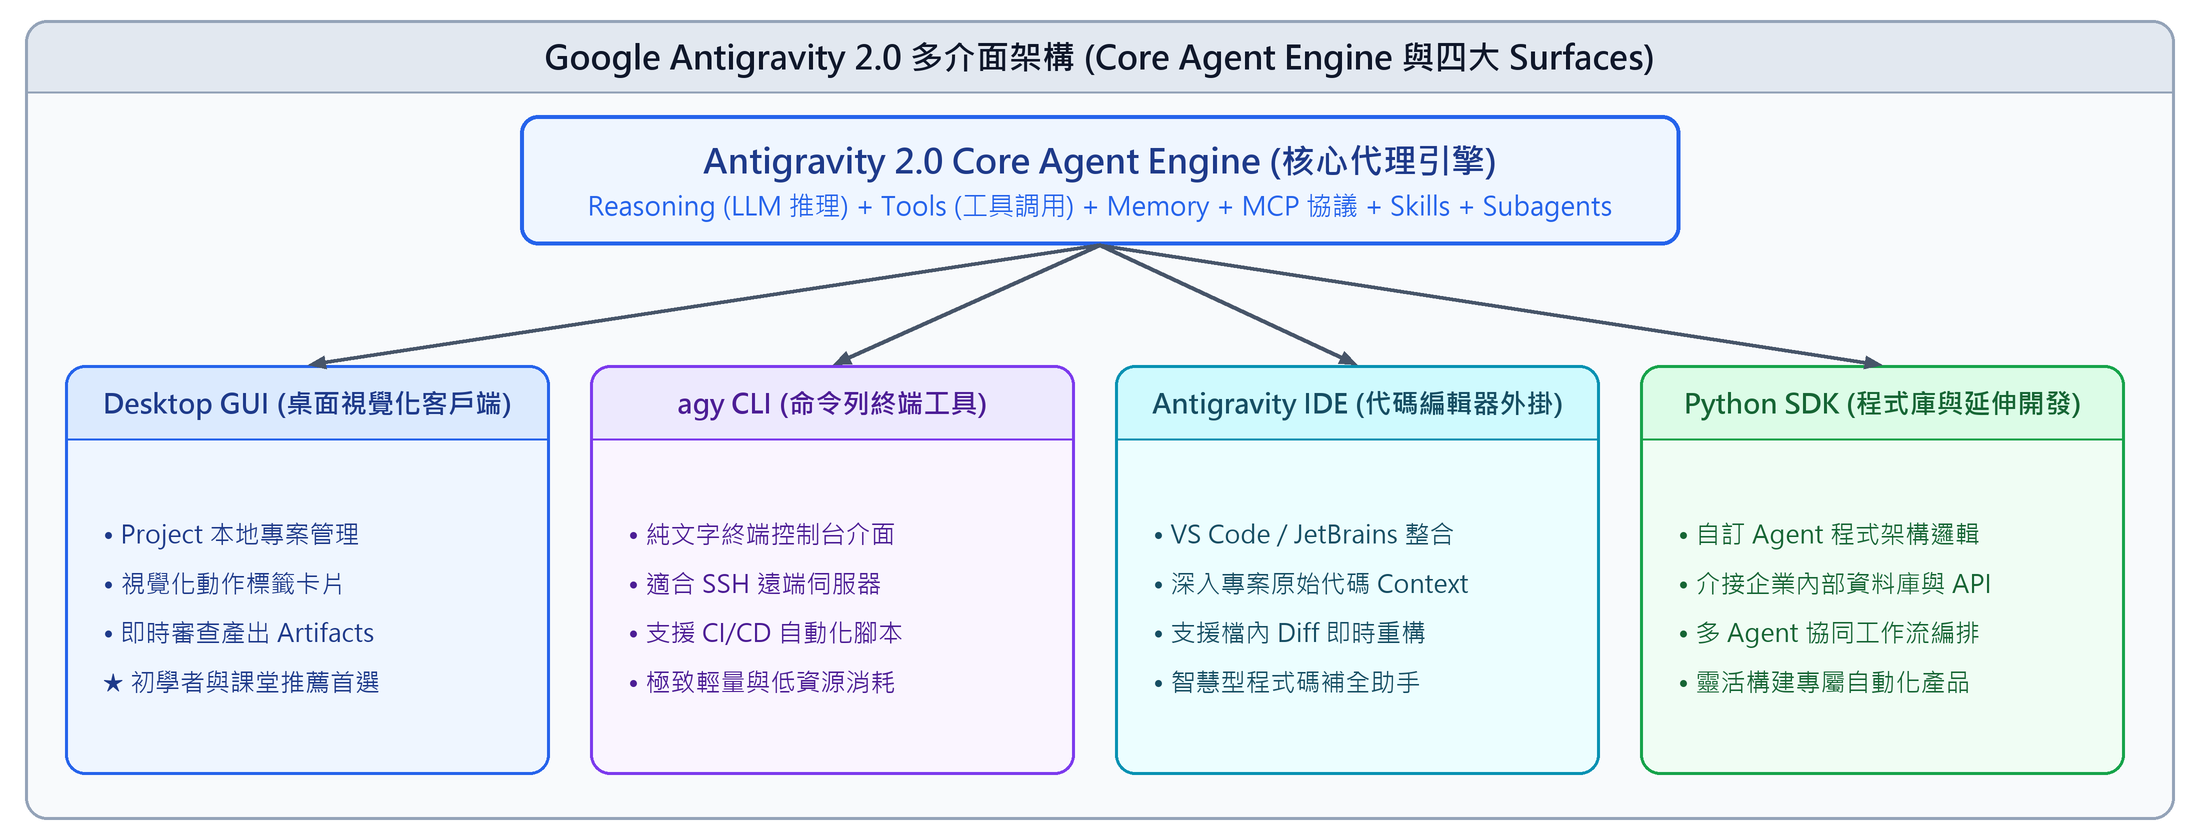 Google Antigravity 2.0 多介面架構 (Core Agent Engine 與四大 Surfaces)
Antigravity 2.0 Core Agent Engine (核心代理引擎)
Reasoning (LLM 推理) + Tools (工具調用) + Memory + MCP 協議 + Skills + Subagents
Desktop GUI (桌面視覺化客戶端)
• Project 本地專案管理
• 視覺化動作標籤卡片
• 即時審查產出 Artifacts
★ 初學者與課堂推薦首選
agy CLI (命令列終端工具)
• 純文字終端控制台介面
• 適合 SSH 遠端伺服器
• 支援 CI/CD 自動化腳本
• 極致輕量與低資源消耗
Antigravity IDE (代碼編輯器外掛)
• VS Code / JetBrains 整合
• 深入專案原始代碼 Context
• 支援檔內 Diff 即時重構
• 智慧型程式碼補全助手
Python SDK (程式庫與延伸開發)
• 自訂 Agent 程式架構邏輯
• 介接企業內部資料庫與 API
• 多 Agent 協同工作流編排
• 靈活構建專屬自動化產品